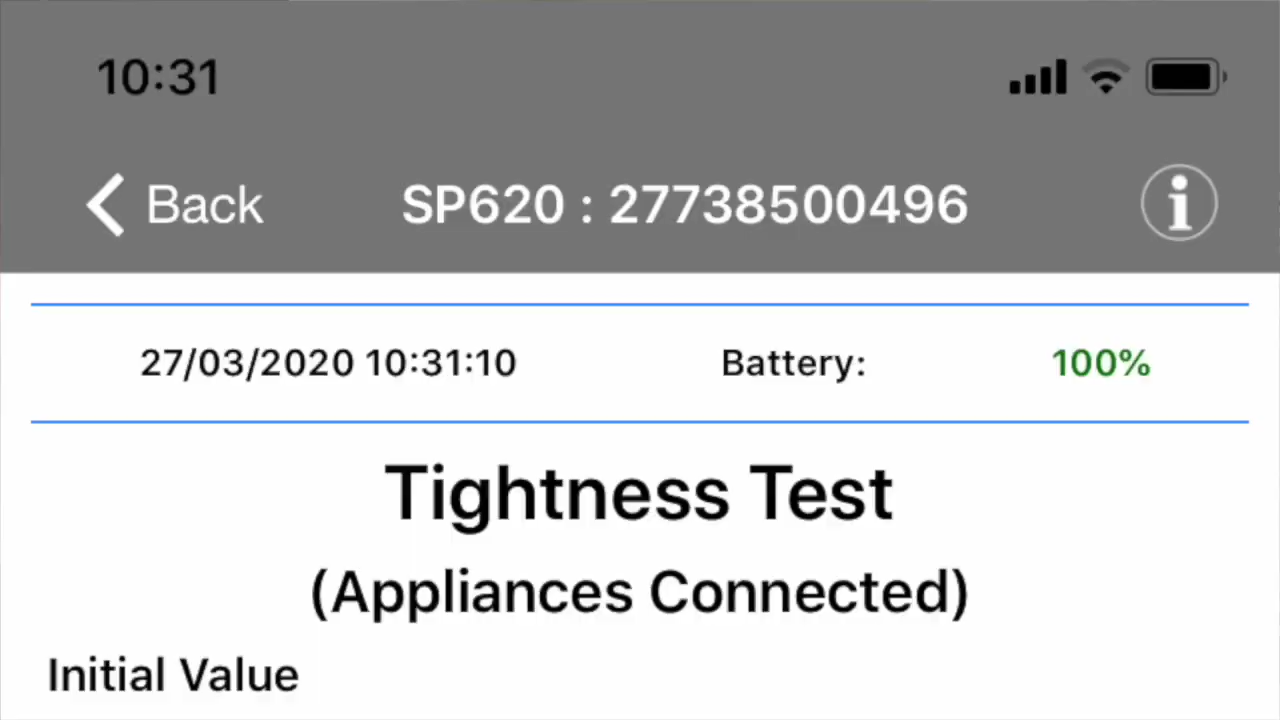 10:31
Back SP620 : 27738500496 i
27/03/2020 10:31:10 Battery: 100%
Tightness Test
(Appliances Connected)
Initial Value